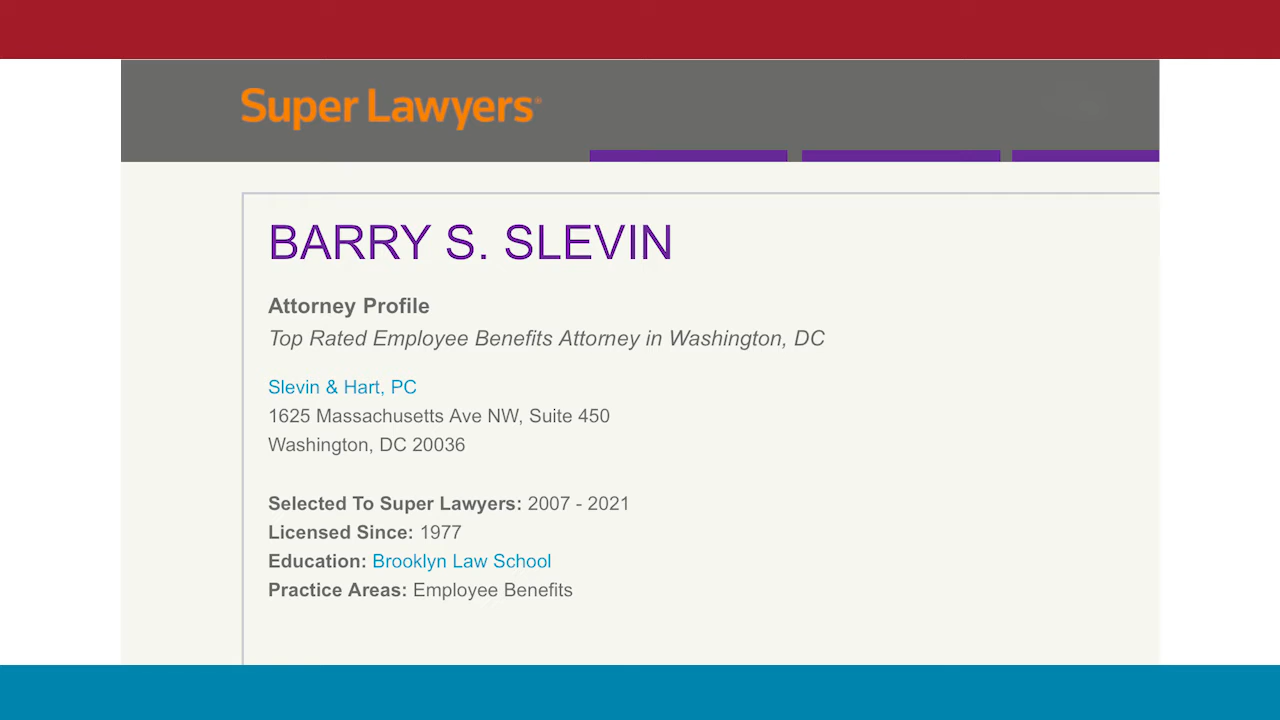 Super Lawyers®
BARRY S. SLEVIN
Attorney Profile
Top Rated Employee Benefits Attorney in Washington, DC
Slevin & Hart, PC
1625 Massachusetts Ave NW, Suite 450
Washington, DC 20036
Selected To Super Lawyers: 2007 - 2021
Licensed Since: 1977
Education: Brooklyn Law School
Practice Areas: Employee Benefits